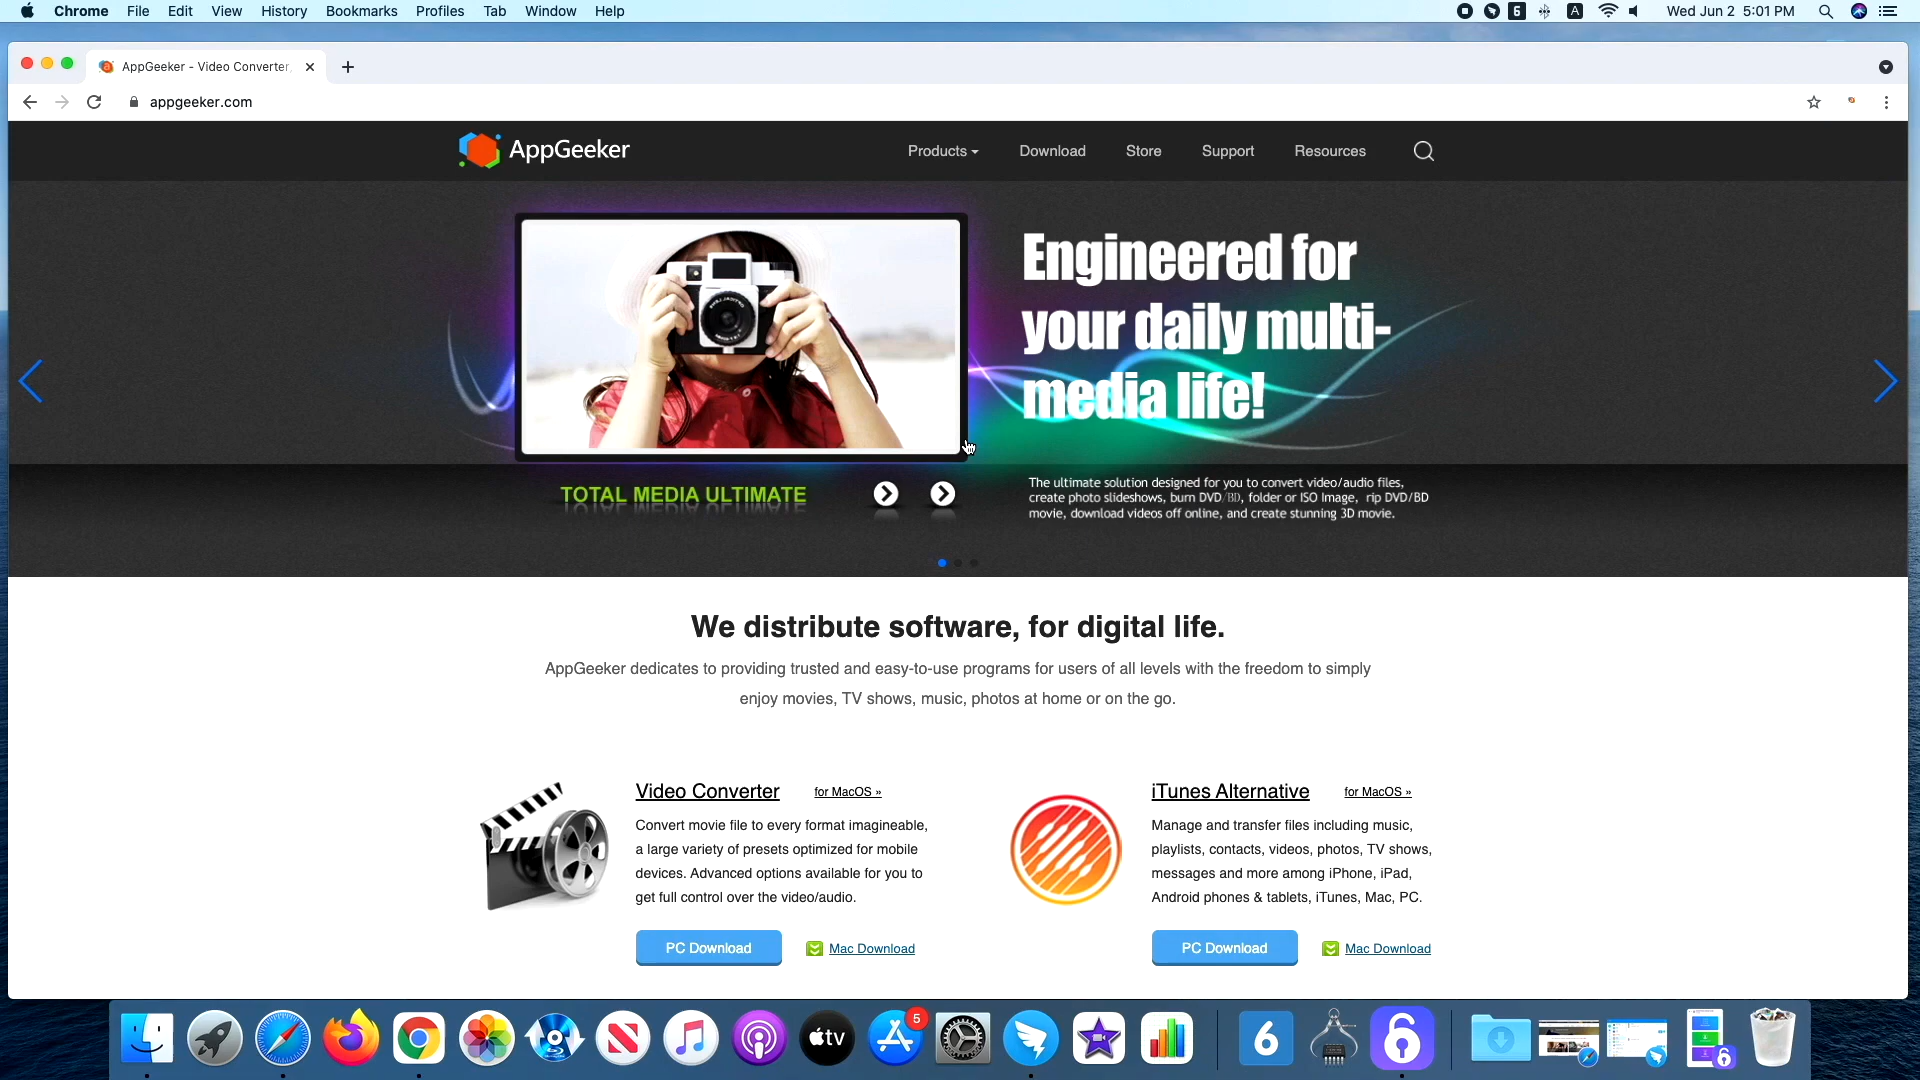 Chrome File Edit View History Bookmarks Profiles Tab Window Help
6 A Wed Jun 2 5:01 PM
AppGeeker - Video Converter,
appgeeker.com
AppGeeker
Products Download Store Support Resources
Engineered for
your daily multi-
media life!
TOTAL MEDIA ULTIMATE
The ultimate solution designed for you to convert video/audio files,
create photo slideshows, burn DVD/BD, folder or ISO Image, rip DVD/BD
movie, download videos off online, and create stunning 3D movie.
We distribute software, for digital life.
AppGeeker dedicates to providing trusted and easy-to-use programs for users of all levels with the freedom to simply
enjoy movies, TV shows, music, photos at home or on the go.
Video Converter for MacOS »
Convert movie file to every format imagineable,
a large variety of presets optimized for mobile
devices. Advanced options available for you to
get full control over the video/audio.
PC Download Mac Download
iTunes Alternative for MacOS »
Manage and transfer files including music,
playlists, contacts, videos, photos, TV shows,
messages and more among iPhone, iPad,
Android phones & tablets, iTunes, Mac, PC.
PC Download Mac Download
tv 5 6